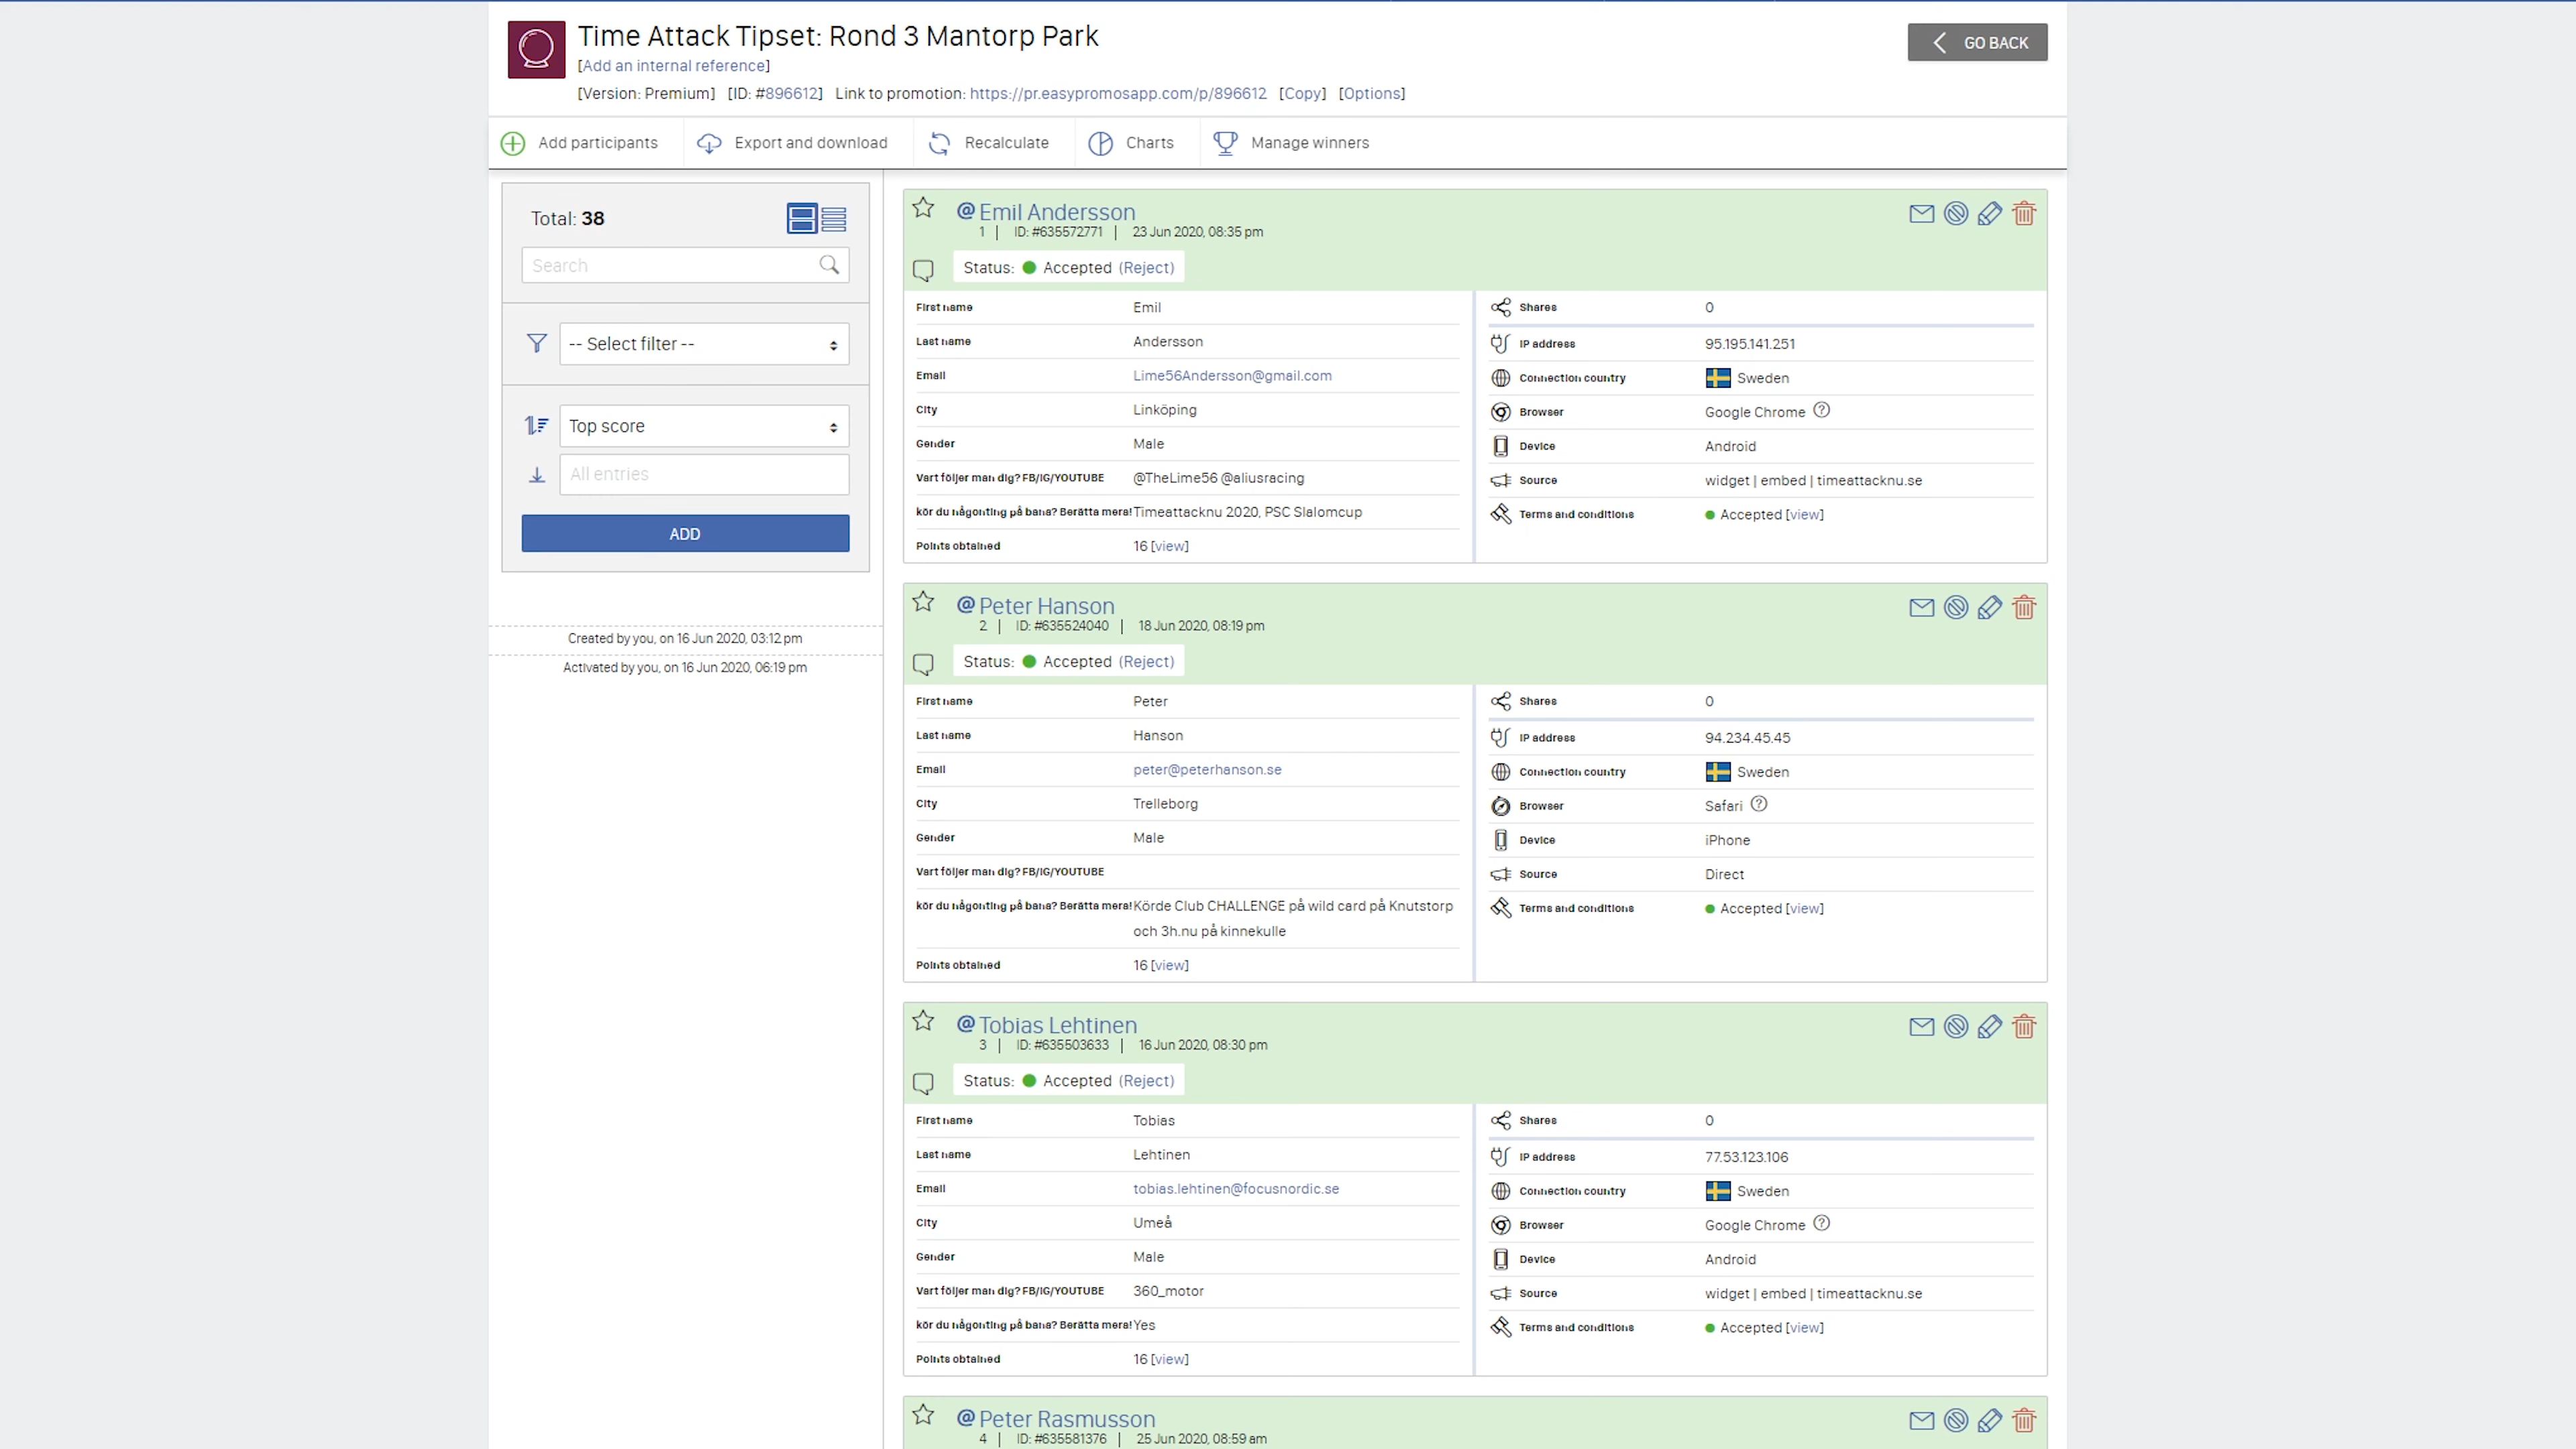 Time Attack Tipset: Rond 3 Mantorp Park
GO BACK
[Add an internal reference]
[Version: Premium] [ID: #896612] Link to promotion: https://pr.easypromosapp.com/p/896612 [Copy] [Options]
Add participants Export and download Recalculate Charts Manage winners
Total: 38
Search
-- Select filter --
Top score
All entries
ADD
Created by you, on 16 Jun 2020, 03:12 pm
Activated by you, on 16 Jun 2020, 06:19 pm
@ Emil Andersson
1 | ID: #635572771 | 23 Jun 2020, 08:35 pm
Status: Accepted (Reject)
First name Emil
Last name Andersson
Email Lime56Andersson@gmail.com
City Linköping
Gender Male
Vart följer man dig? FB/IG/YOUTUBE @TheLime56 @aliusracing
kör du någonting på bana? Berätta mera! Timeattacknu 2020, PSC Slalomcup
Points obtained 16 [view]
Shares 0
IP address 95.195.141.251
Connection country Sweden
Browser Google Chrome ?
Device Android
Source widget | embed | timeattacknu.se
Terms and conditions Accepted [view]
@ Peter Hanson
2 | ID: #635524040 | 18 Jun 2020, 08:19 pm
Status: Accepted (Reject)
First name Peter
Last name Hanson
Email peter@peterhanson.se
City Trelleborg
Gender Male
Vart följer man dig? FB/IG/YOUTUBE
kör du någonting på bana? Berätta mera! Körde Club CHALLENGE på wild card på Knutstorp
och 3h.nu på kinnekulle
Points obtained 16 [view]
Shares 0
IP address 94.234.45.45
Connection country Sweden
Browser Safari ?
Device iPhone
Source Direct
Terms and conditions Accepted [view]
@ Tobias Lehtinen
3 | ID: #635503633 | 16 Jun 2020, 08:30 pm
Status: Accepted (Reject)
First name Tobias
Last name Lehtinen
Email tobias.lehtinen@focusnordic.se
City Umeå
Gender Male
Vart följer man dig? FB/IG/YOUTUBE 360_motor
kör du någonting på bana? Berätta mera! Yes
Points obtained 16 [view]
Shares 0
IP address 77.53.123.106
Connection country Sweden
Browser Google Chrome ?
Device Android
Source widget | embed | timeattacknu.se
Terms and conditions Accepted [view]
@ Peter Rasmusson
4 | ID: #635581376 | 25 Jun 2020, 08:59 am